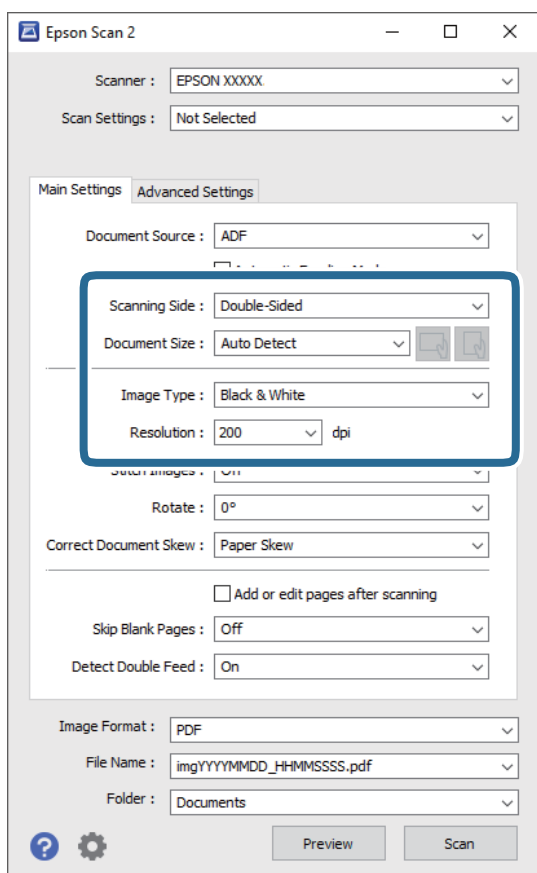 Epson Scan 2
Scanner : EPSON XXXXX
Scan Settings : Not Selected
Main Settings Advanced Settings
Document Source : ADF
Scanning Side : Double-Sided
Document Size : Auto Detect
Image Type : Black & White
Resolution : 200 dpi
Stitch Images : Off
Rotate : 0°
Correct Document Skew : Paper Skew
Add or edit pages after scanning
Skip Blank Pages : Off
Detect Double Feed : On
Image Format : PDF
File Name : imgYYYYMMDD_HHMMSSSS.pdf
Folder : Documents
? Preview Scan